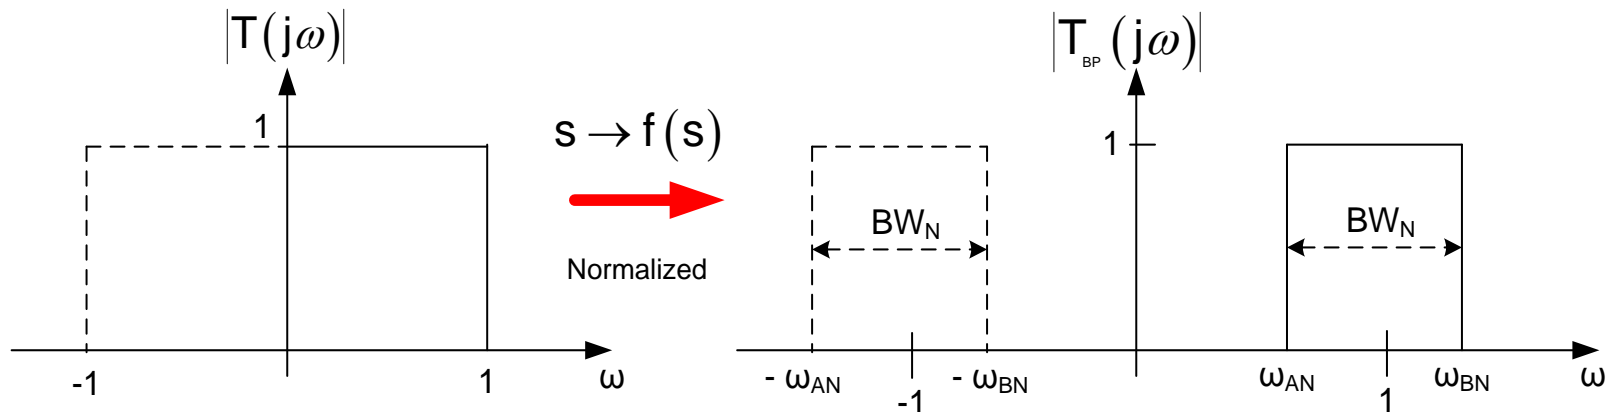 |T(jω)|
1
-1
1
ω
s → f(s)
Normalized
|T_BP(jω)|
1
BW_N
BW_N
- ω_AN
-1
- ω_BN
ω_AN
1
ω_BN
ω